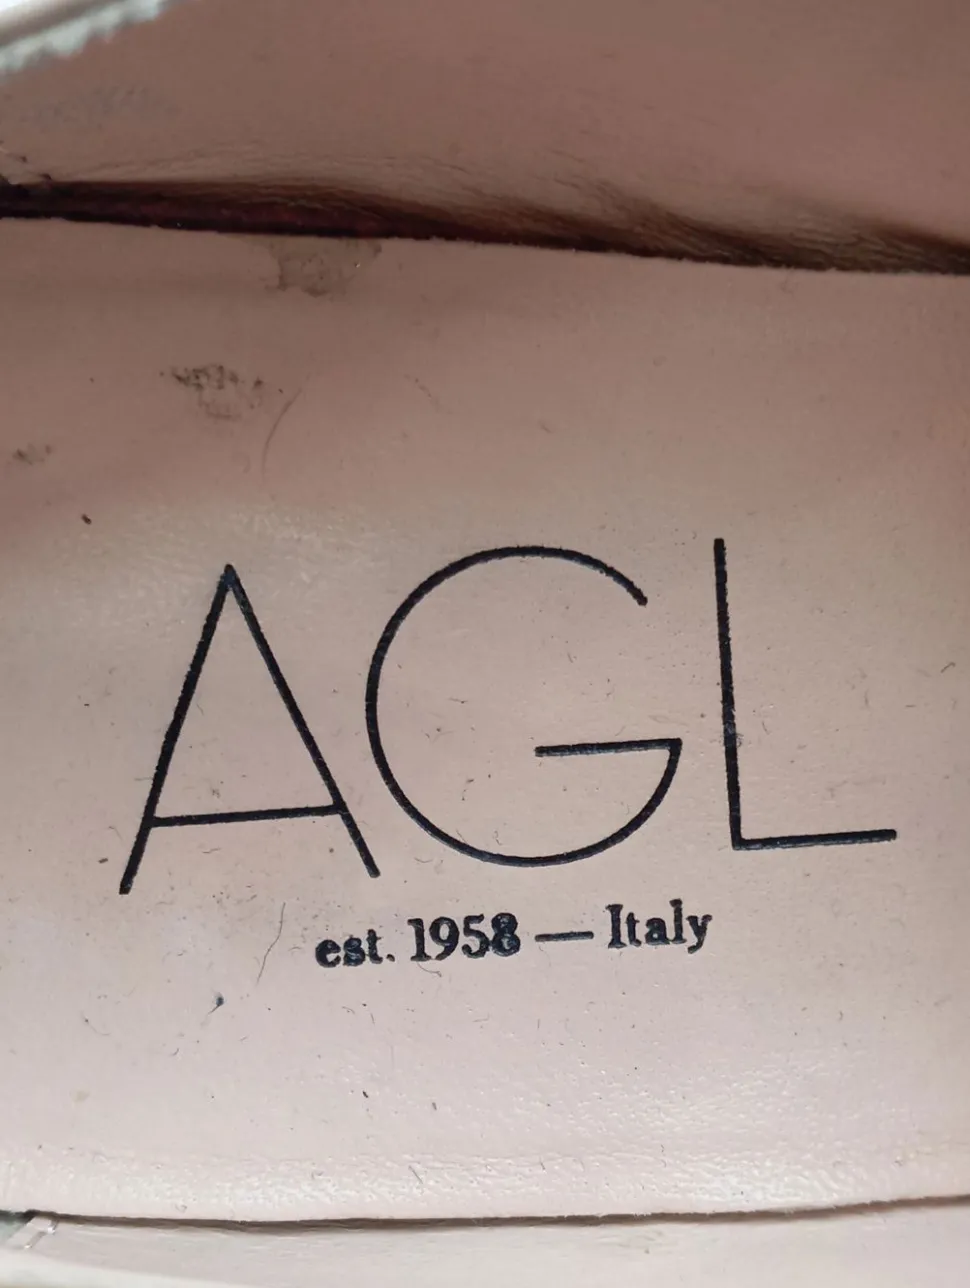 AGL
est. 1958 — Italy